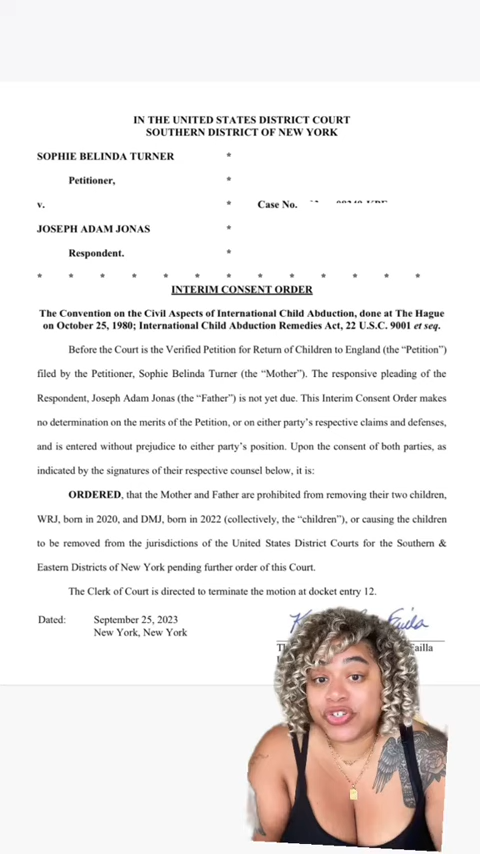 IN THE UNITED STATES DISTRICT COURT
SOUTHERN DISTRICT OF NEW YORK
SOPHIE BELINDA TURNER *
Petitioner, *
v. * Case No.
JOSEPH ADAM JONAS *
Respondent. *
* * * * * * * * * * * * *
INTERIM CONSENT ORDER
The Convention on the Civil Aspects of International Child Abduction, done at The Hague
on October 25, 1980; International Child Abduction Remedies Act, 22 U.S.C. 9001 et seq.
Before the Court is the Verified Petition for Return of Children to England (the “Petition”)
filed by the Petitioner, Sophie Belinda Turner (the “Mother”). The responsive pleading of the
Respondent, Joseph Adam Jonas (the “Father”) is not yet due. This Interim Consent Order makes
no determination on the merits of the Petition, or on either party’s respective claims and defenses,
and is entered without prejudice to either party’s position. Upon the consent of both parties, as
indicated by the signatures of their respective counsel below, it is:
ORDERED, that the Mother and Father are prohibited from removing their two children,
WRJ, born in 2020, and DMJ, born in 2022 (collectively, the “children”), or causing the children
to be removed from the jurisdictions of the United States District Courts for the Southern &
Eastern Districts of New York pending further order of this Court.
The Clerk of Court is directed to terminate the motion at docket entry 12.
Dated: September 25, 2023
New York, New York
Failla